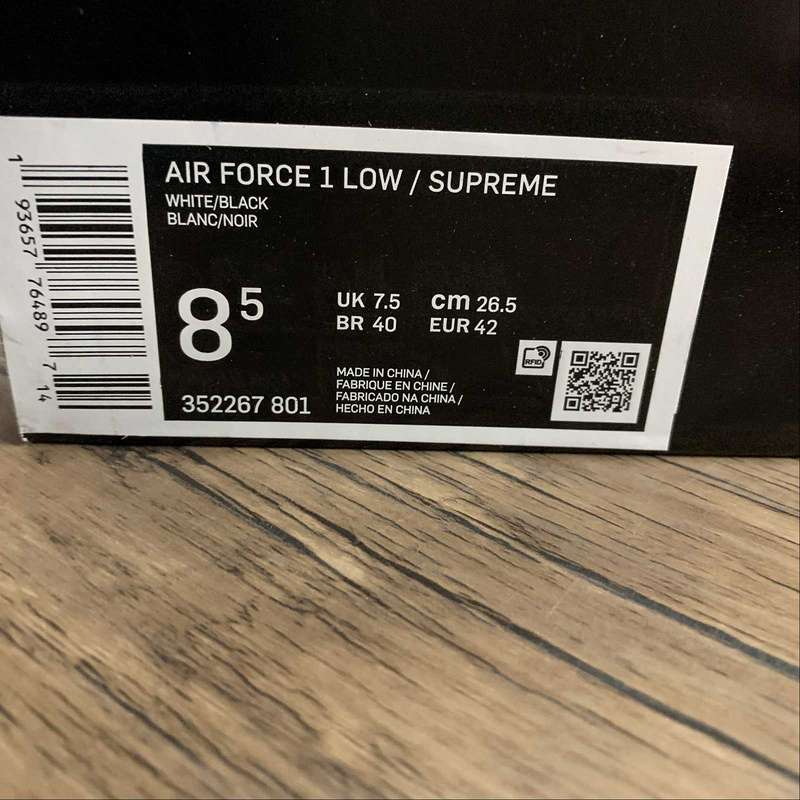 AIR FORCE 1 LOW / SUPREME
WHITE/BLACK
BLANC/NOIR
8 5
UK 7.5 cm 26.5
BR 40 EUR 42
RFID
MADE IN CHINA /
FABRIQUE EN CHINE /
FABRICADO NA CHINA /
HECHO EN CHINA
352267 801
1 93657 76489 7 14